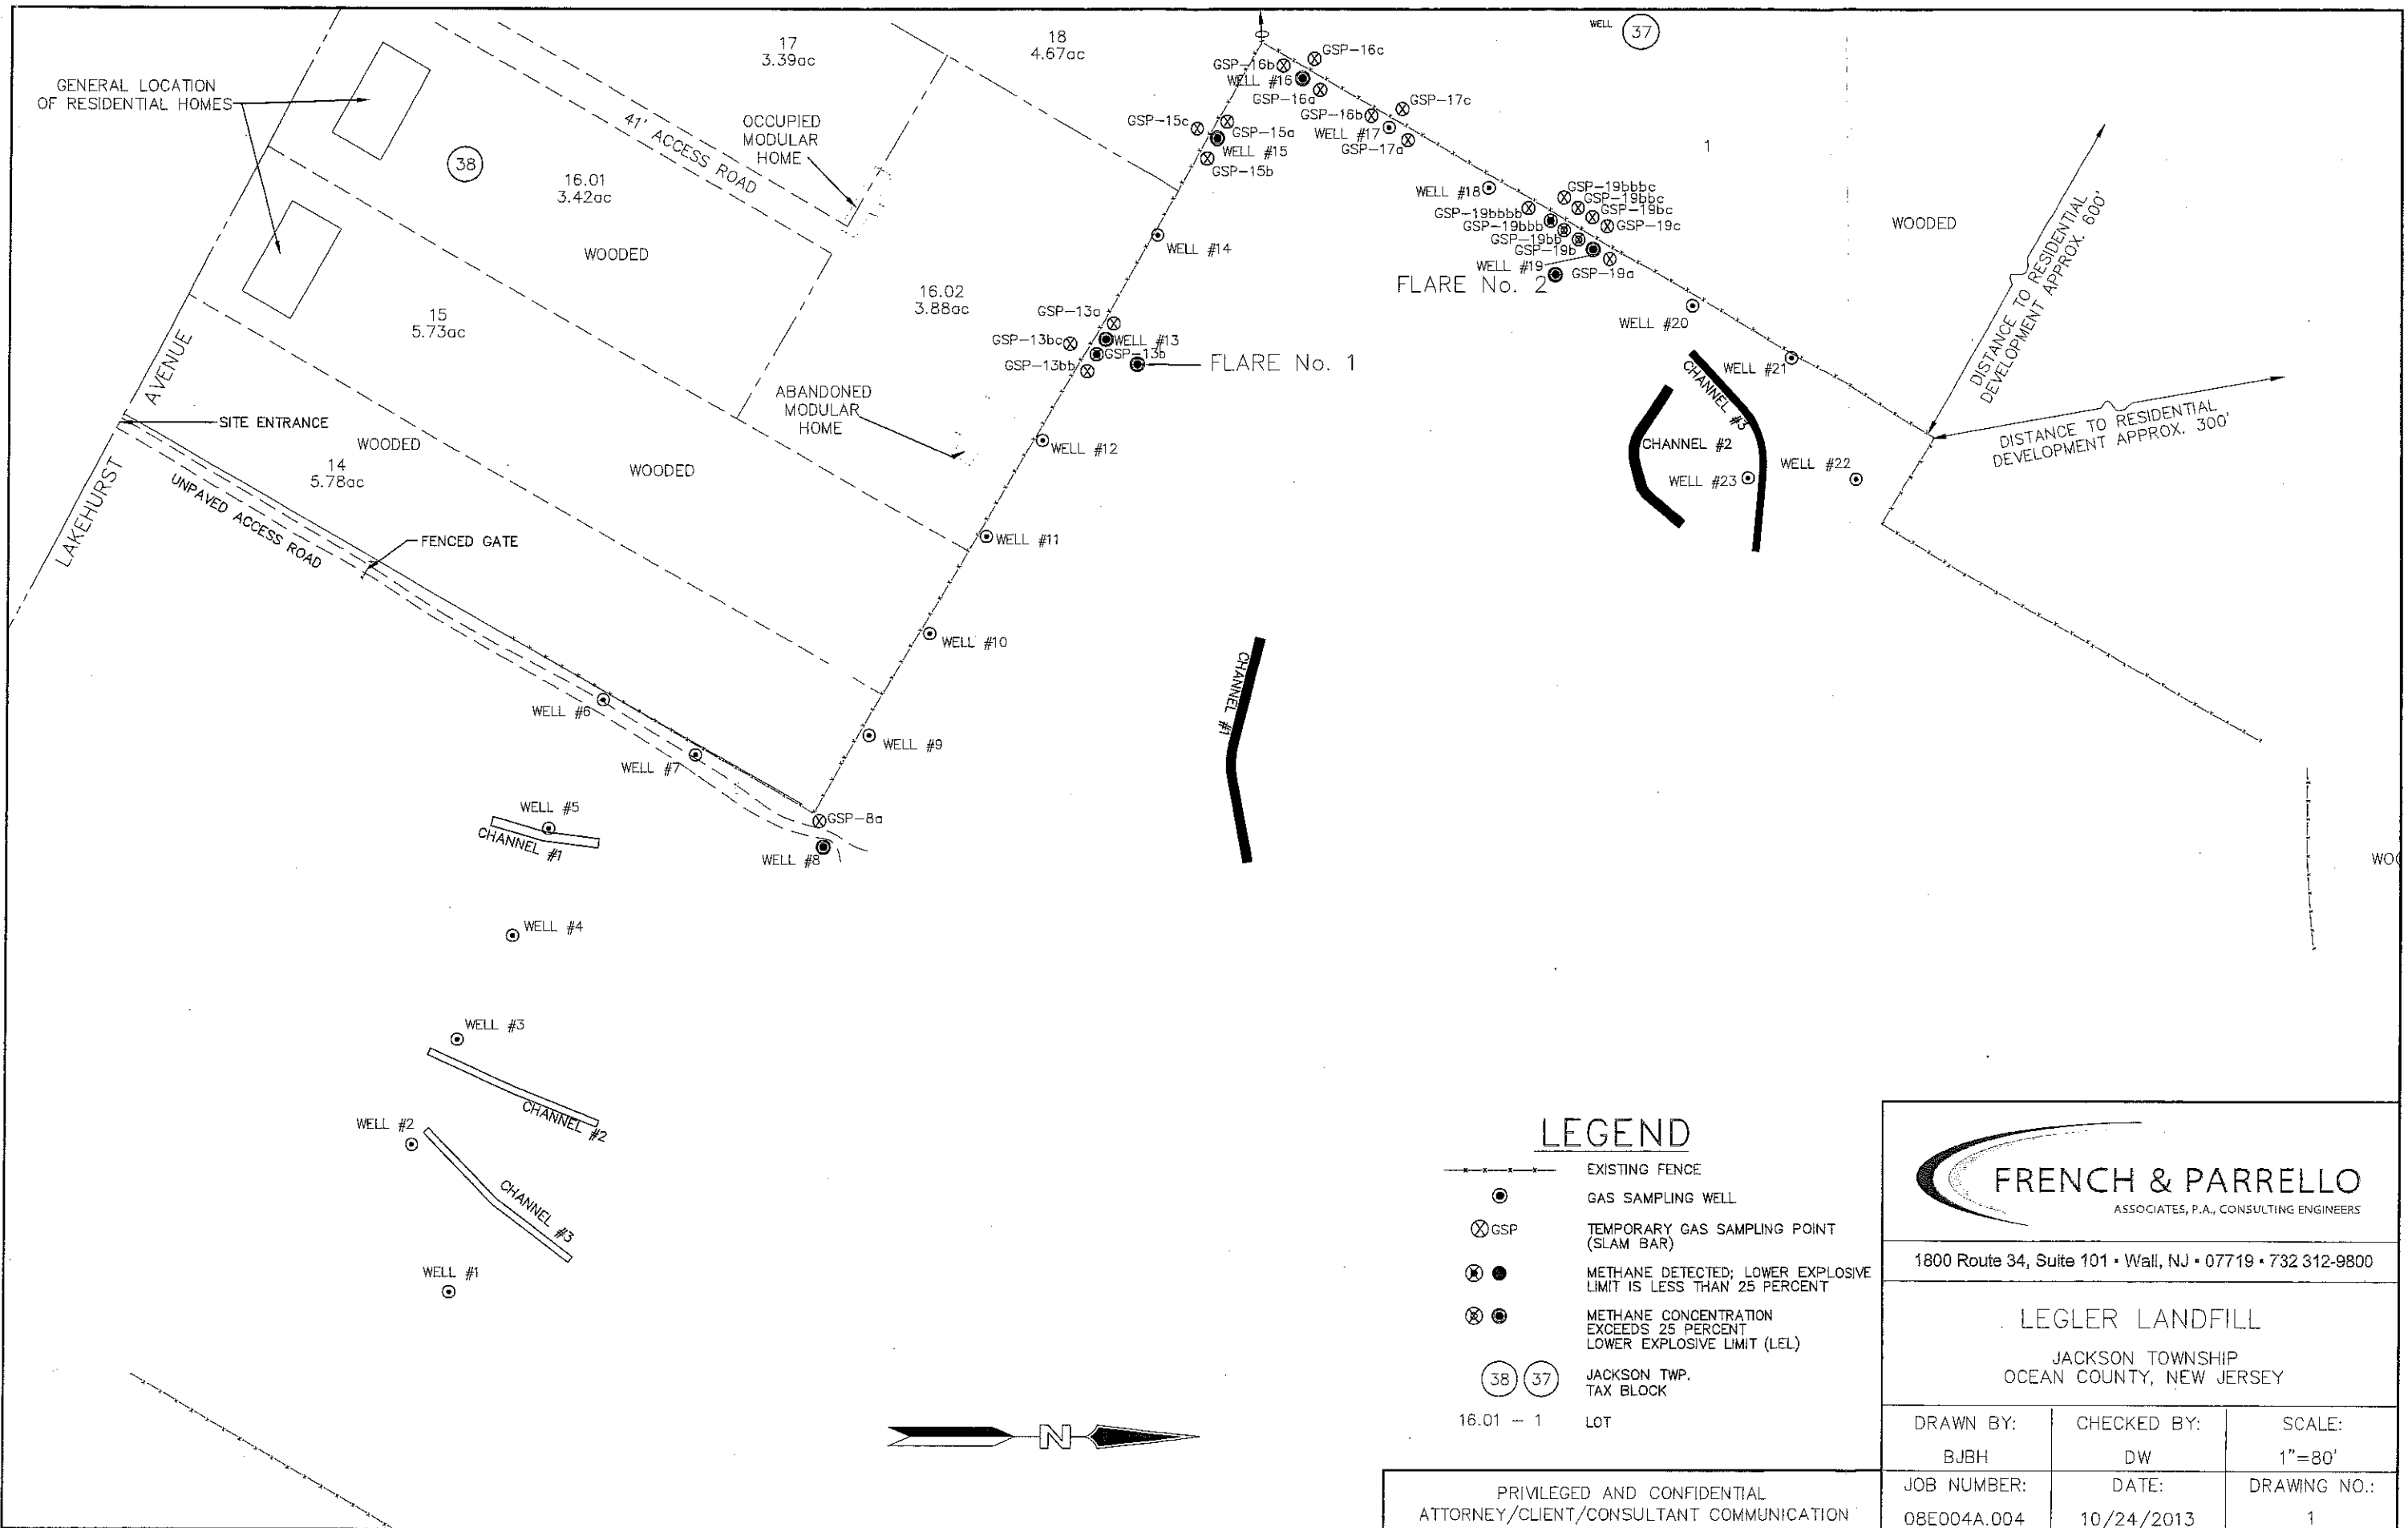 GENERAL LOCATION
OF RESIDENTIAL HOMES
38
17
3.39ac
18
4.67ac
41' ACCESS ROAD
OCCUPIED
MODULAR
HOME
16.01
3.42ac
WOODED
15
5.73ac
16.02
3.88ac
LAKEHURST AVENUE
SITE ENTRANCE
WOODED
14
5.78ac
WOODED
UNPAVED ACCESS ROAD
FENCED GATE
ABANDONED
MODULAR
HOME
WELL 37
GSP-16c
GSP-16b
WELL #16
GSP-16a
GSP-17c
GSP-16b
WELL #17
GSP-17a
GSP-15c
GSP-15a
WELL #15
GSP-15b
1
WELL #18
GSP-19bbbc
GSP-19bbc
GSP-19bc
GSP-19c
GSP-19bbbb
GSP-19bbb
GSP-19bb
GSP-19b
WELL #19
GSP-19a
FLARE No. 2
WOODED
DISTANCE TO RESIDENTIAL
DEVELOPMENT APPROX. 600'
DISTANCE TO RESIDENTIAL
DEVELOPMENT APPROX. 300'
WELL #14
GSP-13a
GSP-13bc
WELL #13
GSP-13b
GSP-13bb
FLARE No. 1
WELL #20
WELL #21
CHANNEL #3
CHANNEL #2
WELL #22
WELL #23
WELL #12
WELL #11
WELL #10
WELL #9
CHANNEL #1
WELL #6
WELL #7
GSP-8a
WELL #8
WELL #5
CHANNEL #1
WELL #4
WELL #3
CHANNEL #2
WELL #2
CHANNEL #3
WELL #1
WOO
N
LEGEND
EXISTING FENCE
GAS SAMPLING WELL
GSP TEMPORARY GAS SAMPLING POINT
(SLAM BAR)
METHANE DETECTED; LOWER EXPLOSIVE
LIMIT IS LESS THAN 25 PERCENT
METHANE CONCENTRATION
EXCEEDS 25 PERCENT
LOWER EXPLOSIVE LIMIT (LEL)
38 37 JACKSON TWP.
TAX BLOCK
16.01 - 1 LOT
PRIVILEGED AND CONFIDENTIAL
ATTORNEY/CLIENT/CONSULTANT COMMUNICATION
FRENCH & PARRELLO
ASSOCIATES, P.A., CONSULTING ENGINEERS
1800 Route 34, Suite 101 ▪ Wall, NJ ▪ 07719 ▪ 732 312-9800
LEGLER LANDFILL
JACKSON TOWNSHIP
OCEAN COUNTY, NEW JERSEY
DRAWN BY: CHECKED BY: SCALE:
BJBH DW 1"=80'
JOB NUMBER: DATE: DRAWING NO.:
08E004A.004 10/24/2013 1